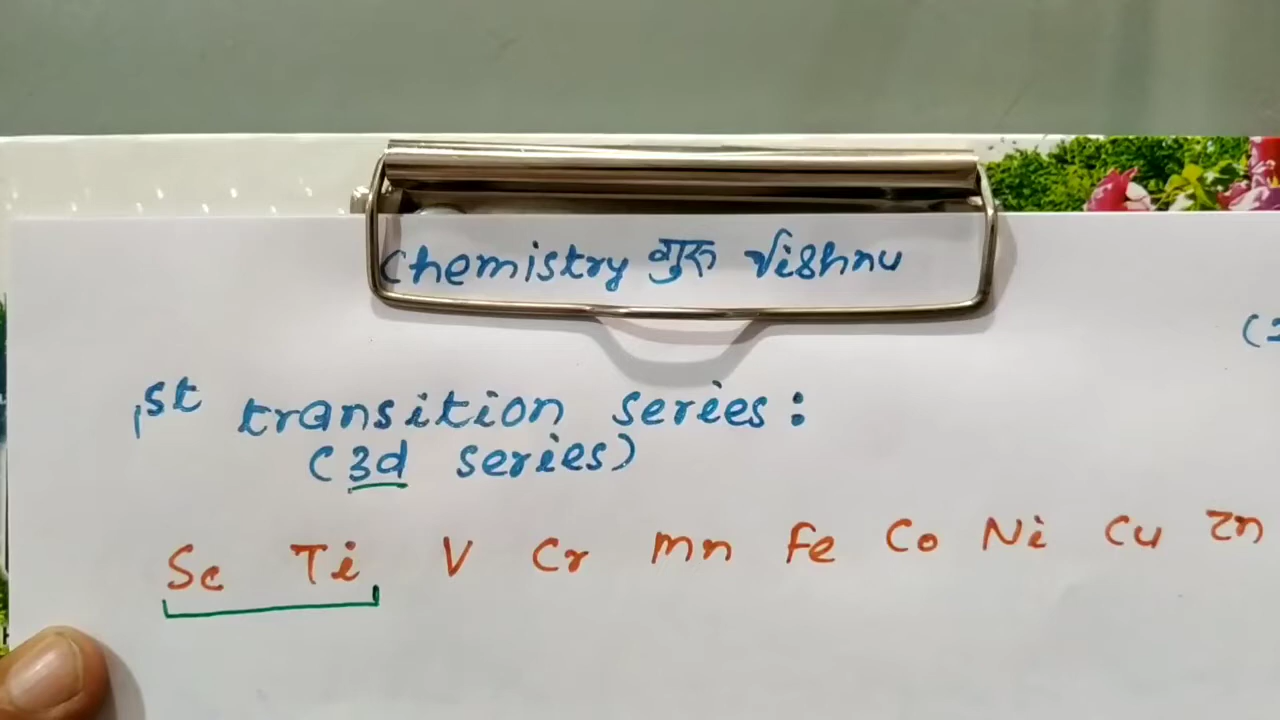 Chemistry गुरु Vishnu
1st transition series:
(3d series)
Sc Ti V Cr Mn Fe Co Ni Cu Zn